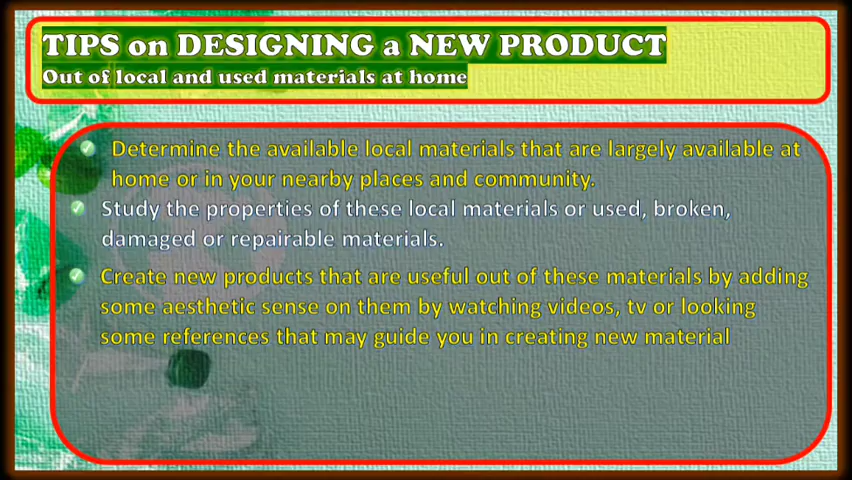 TIPS on DESIGNING a NEW PRODUCT
Out of local and used materials at home
Determine the available local materials that are largely available at
home or in your nearby places and community.
Study the properties of these local materials or used, broken,
damaged or repairable materials.
Create new products that are useful out of these materials by adding
some aesthetic sense on them by watching videos, tv or looking
some references that may guide you in creating new material